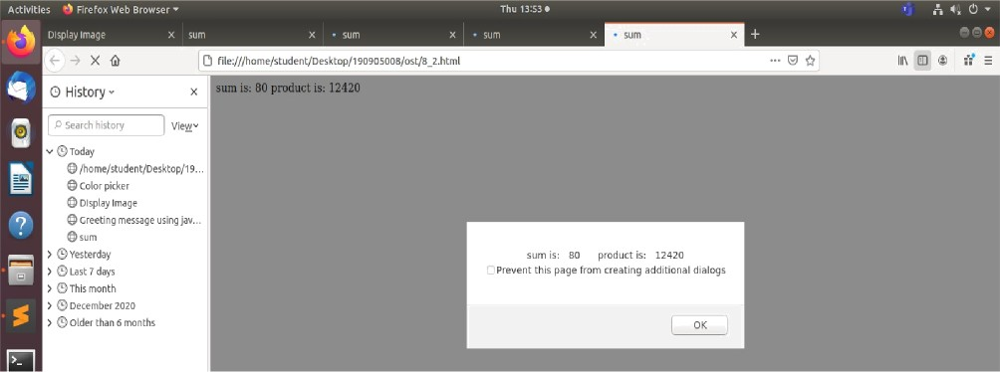 Activities Firefox Web Browser Thu 13:53
Display Image sum sum sum sum
file:///home/student/Desktop/190905008/ost/8_2.html
History
sum is: 80 product is: 12420
Search history View
Today
/home/student/Desktop/19...
Color picker
Display Image
Greeting message using jav...
sum
Yesterday
Last 7 days
This month
December 2020
Older than 6 months
sum is: 80 product is: 12420
Prevent this page from creating additional dialogs
OK